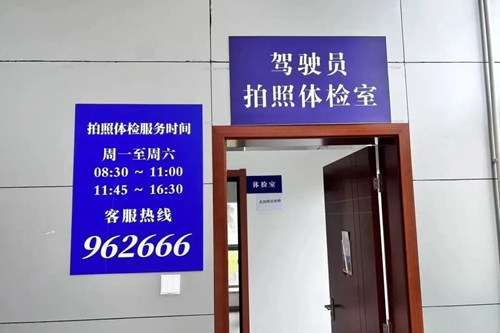 驾驶员
拍照体检室
拍照体检服务时间
周一至周六
08:30 ~ 11:00
11:45 ~ 16:30
客服热线
962666
体检室